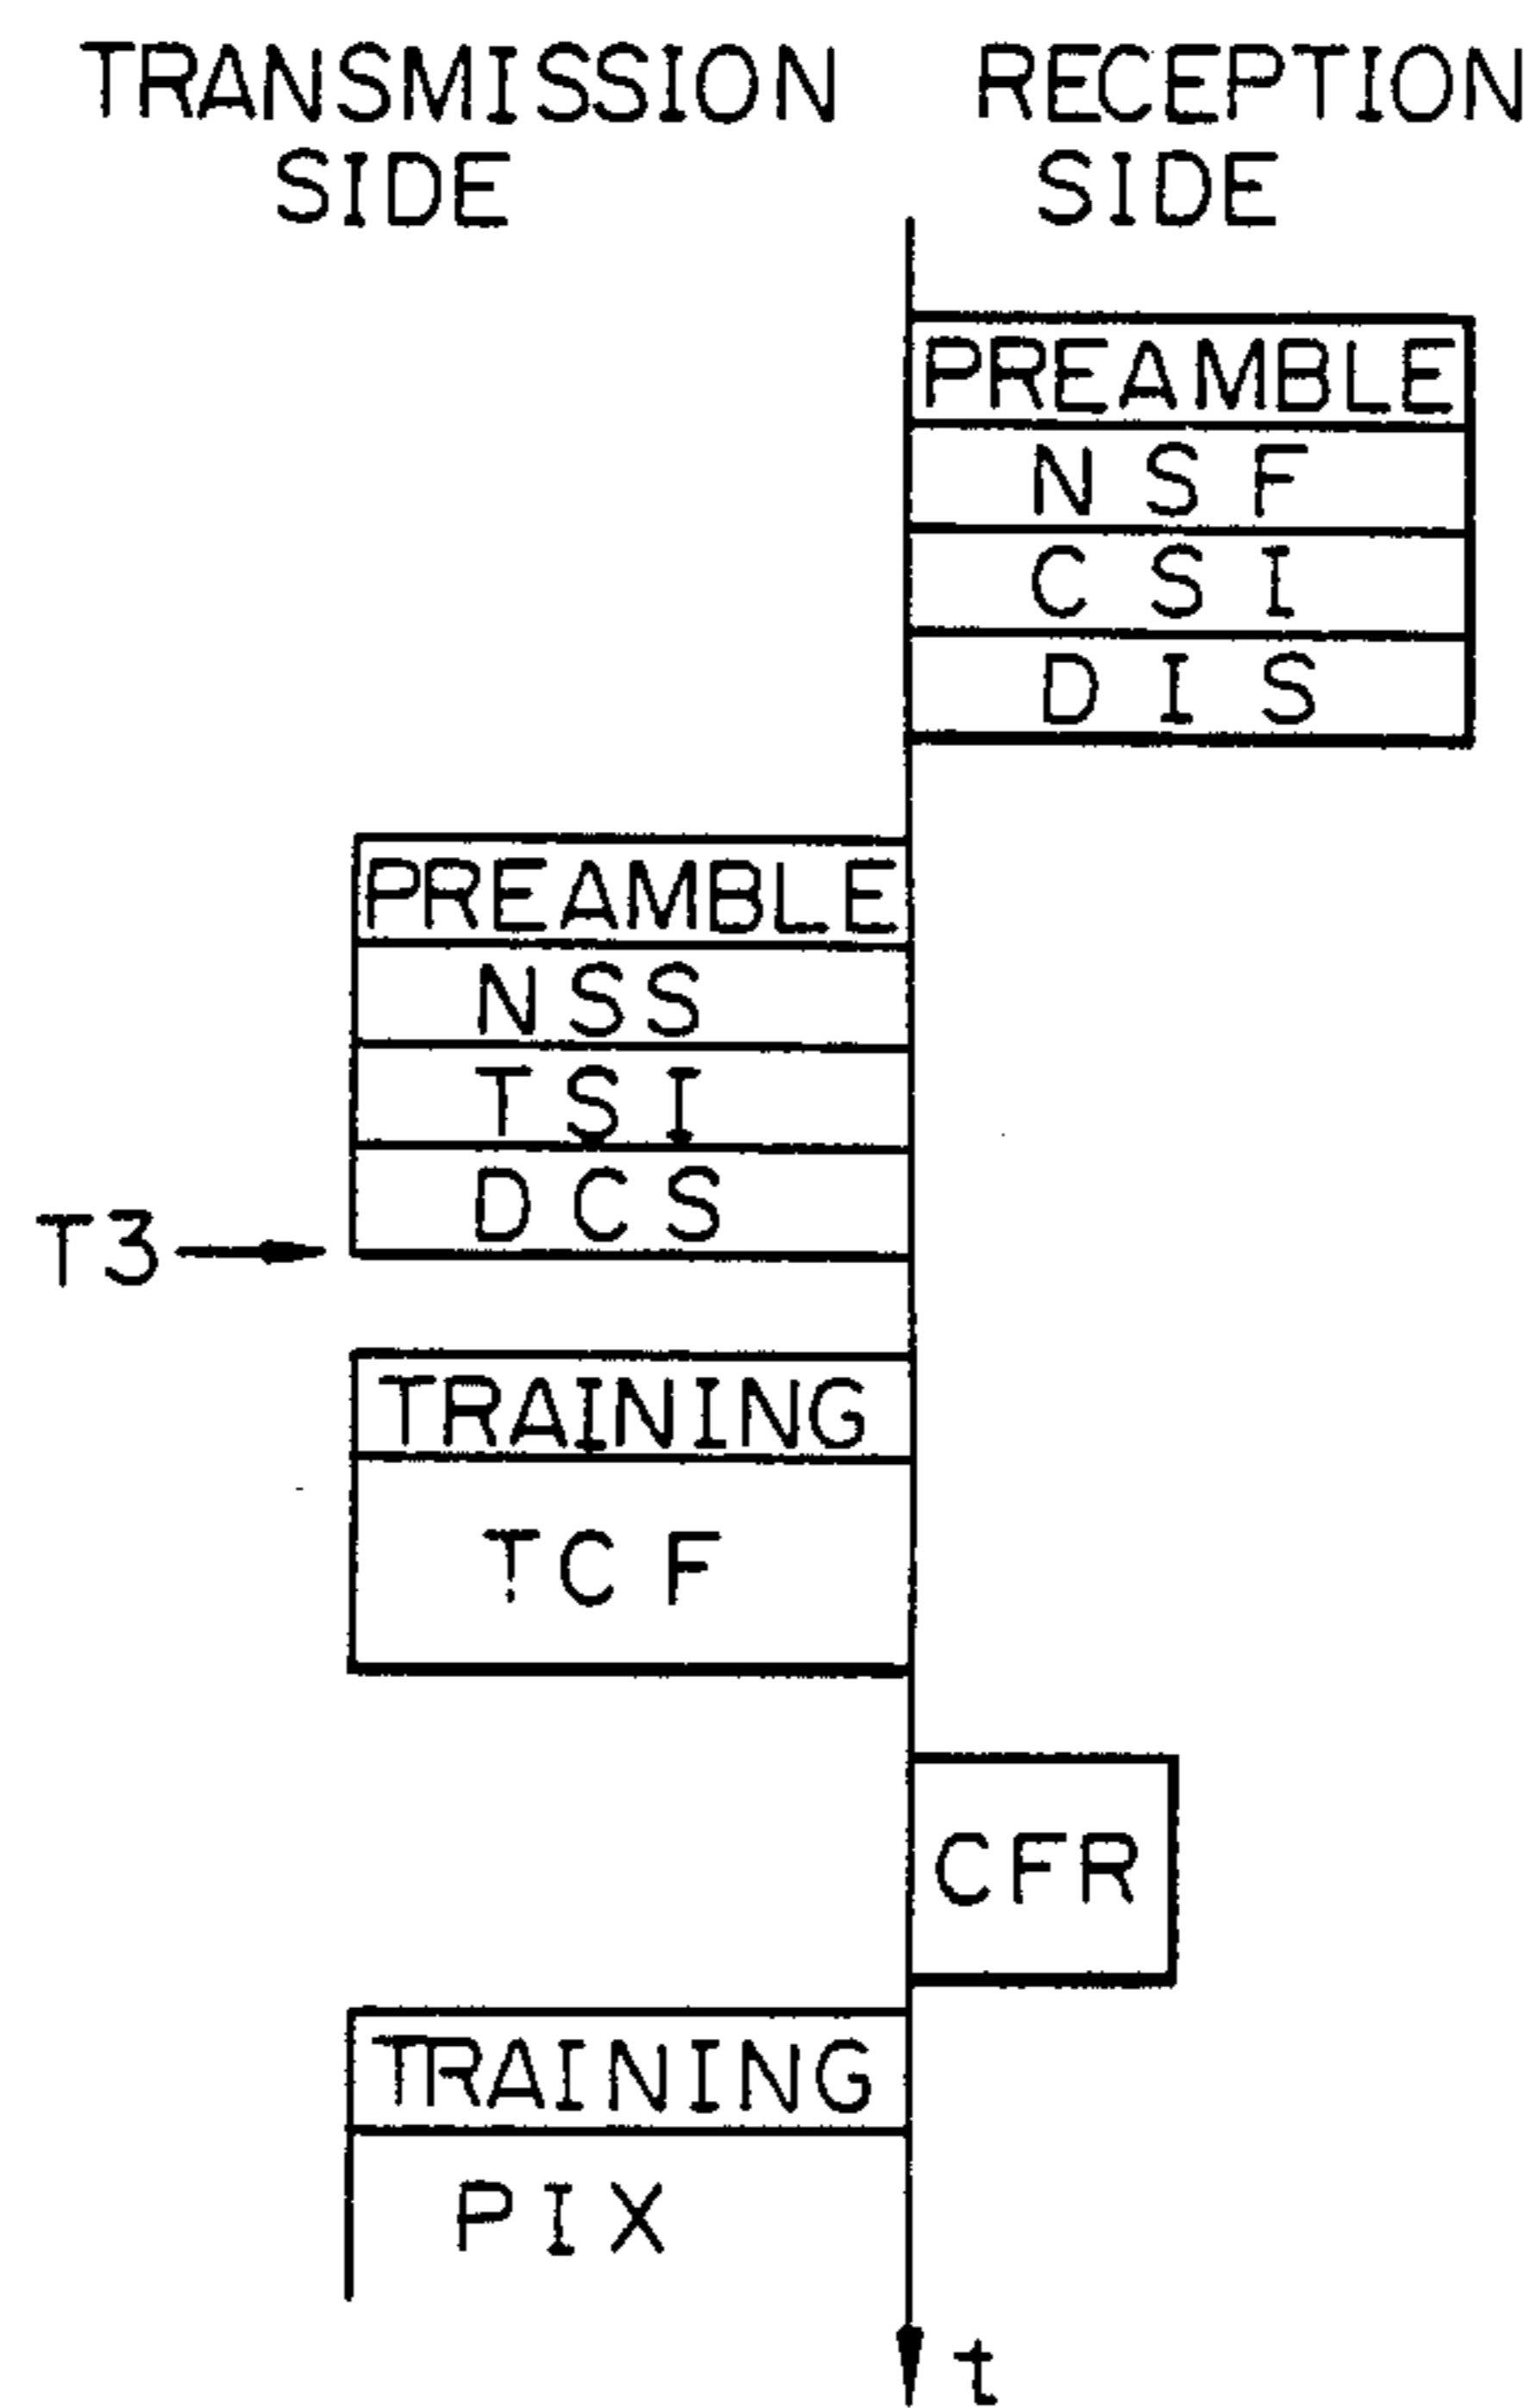 TRANSMISSION SIDE
RECEPTION SIDE
PREAMBLE
NSF
CSI
DIS
PREAMBLE
NSS
TSI
DCS
T3
TRAINING
TCF
CFR
TRAINING
PIX
t